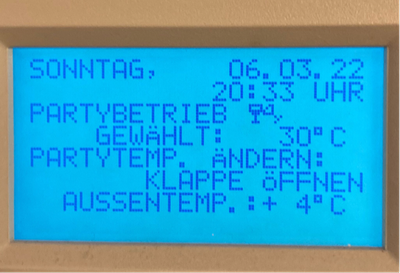 SONNTAG, 06.03.22
20:33 UHR
PARTYBETRIEB
GEWÄHLT: 30°C
PARTYTEMP. ÄNDERN:
KLAPPE ÖFFNEN
AUSSENTEMP.:+ 4°C